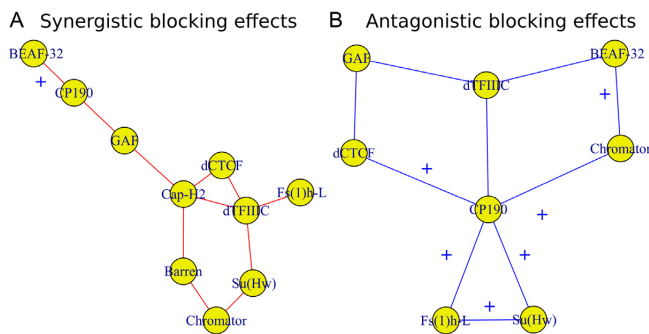 A Synergistic blocking effects
BEAF-32
+
CP190
GAF
dCTCF
Cap-H2
Fs(1)h-L
dTFIIIC
Barren
Su(Hw)
Chromator
B Antagonistic blocking effects
GAF
BEAF-32
dTFIIIC
+
dCTCF
Chromator
+
CP190
+
+
+
+
Fs(1)h-L
Su(Hw)